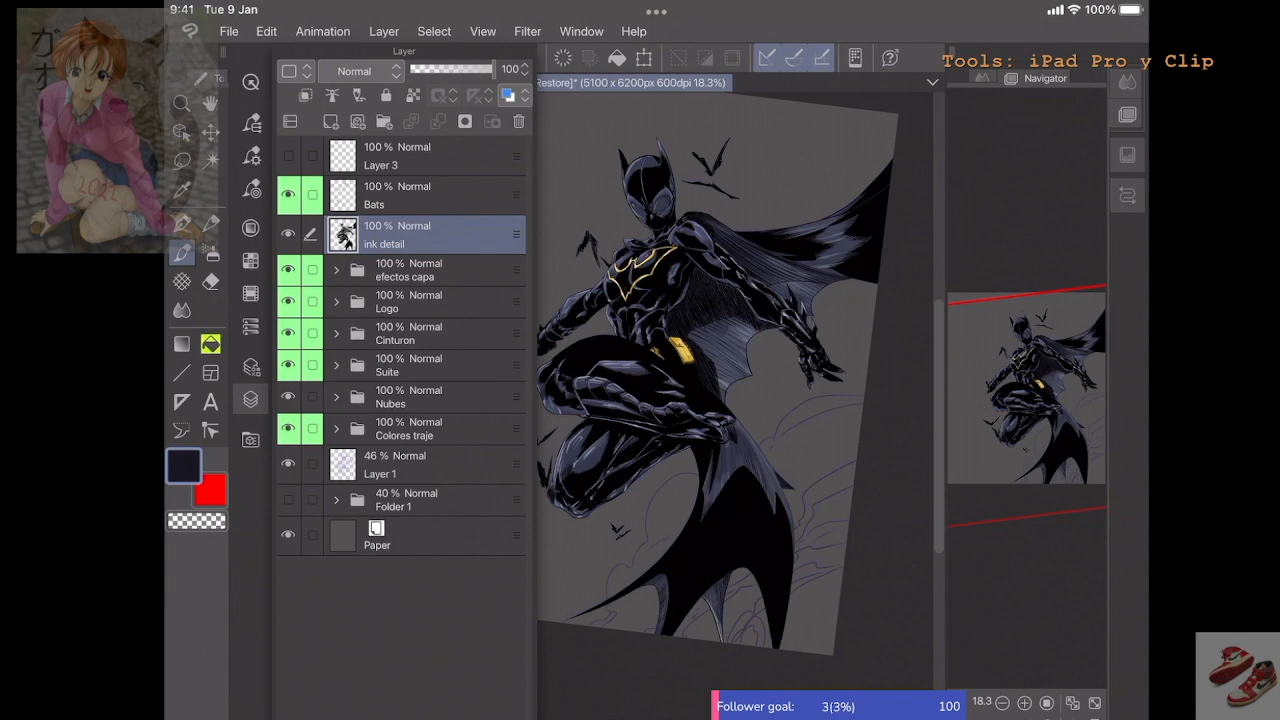 9:41 Tue 9 Jan
100%
File Edit Animation Layer Select View Filter Window Help
Tools: iPad Pro y Clip
Layer
Normal 100
Restore]* (5100 x 6200px 600dpi 18.3%)
Navigator
100 % Normal
Layer 3
100 % Normal
Bats
100 % Normal
ink detail
100 % Normal
efectos capa
100 % Normal
Logo
100 % Normal
Cinturon
100 % Normal
Suite
100 % Normal
Nubes
100 % Normal
Colores traje
46 % Normal
Layer 1
40 % Normal
Folder 1
Paper
18.3
Follower goal: 3(3%) 100